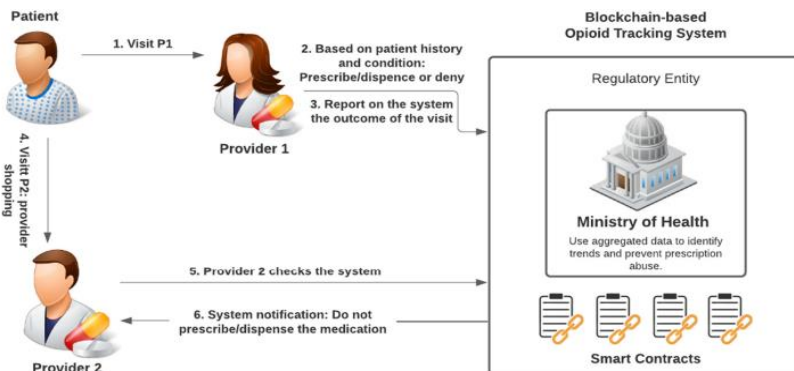 Patient
Blockchain-based
Opioid Tracking System
1. Visit P1
2. Based on patient history
and condition:
Prescribe/dispence or deny
3. Report on the system
the outcome of the visit
Provider 1
Regulatory Entity
Ministry of Health
Use aggregated data to identify
trends and prevent prescription
abuse.
4. Visitt P2: provider
shopping
5. Provider 2 checks the system
6. System notification: Do not
prescribe/dispense the medication
Provider 2
Smart Contracts